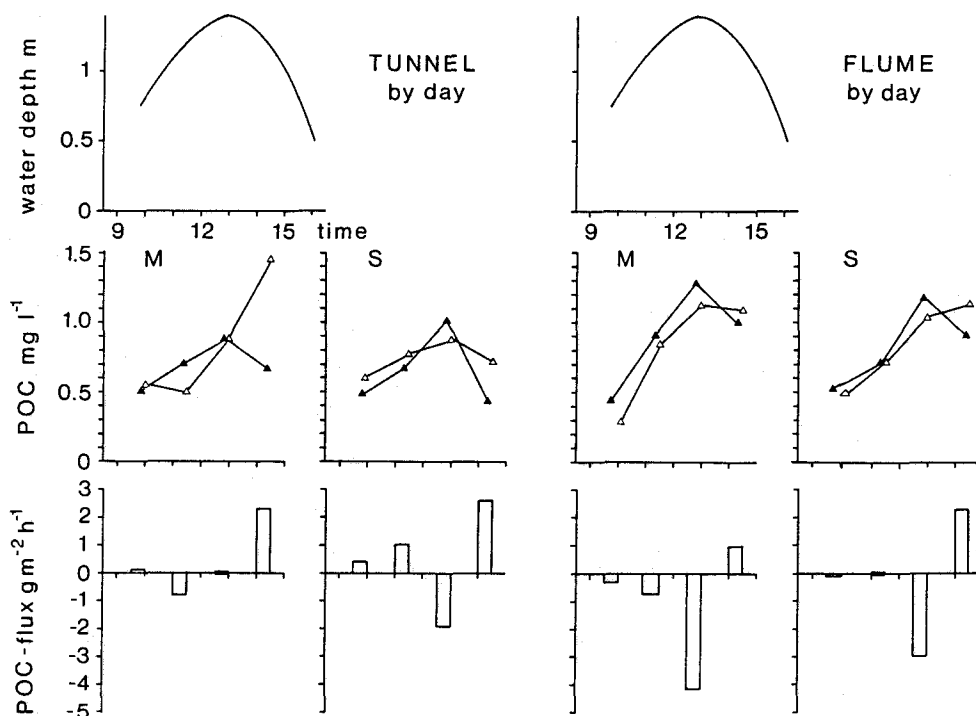 water depth m
1
0.5
0
9 12 15 time
TUNNEL
by day
FLUME
by day
9 12 15
POC mg l⁻¹
1.5
1.0
0.5
0
M
S
M
S
POC-flux gm⁻² h⁻¹
3
2
1
0
-1
-2
-3
-4
-5